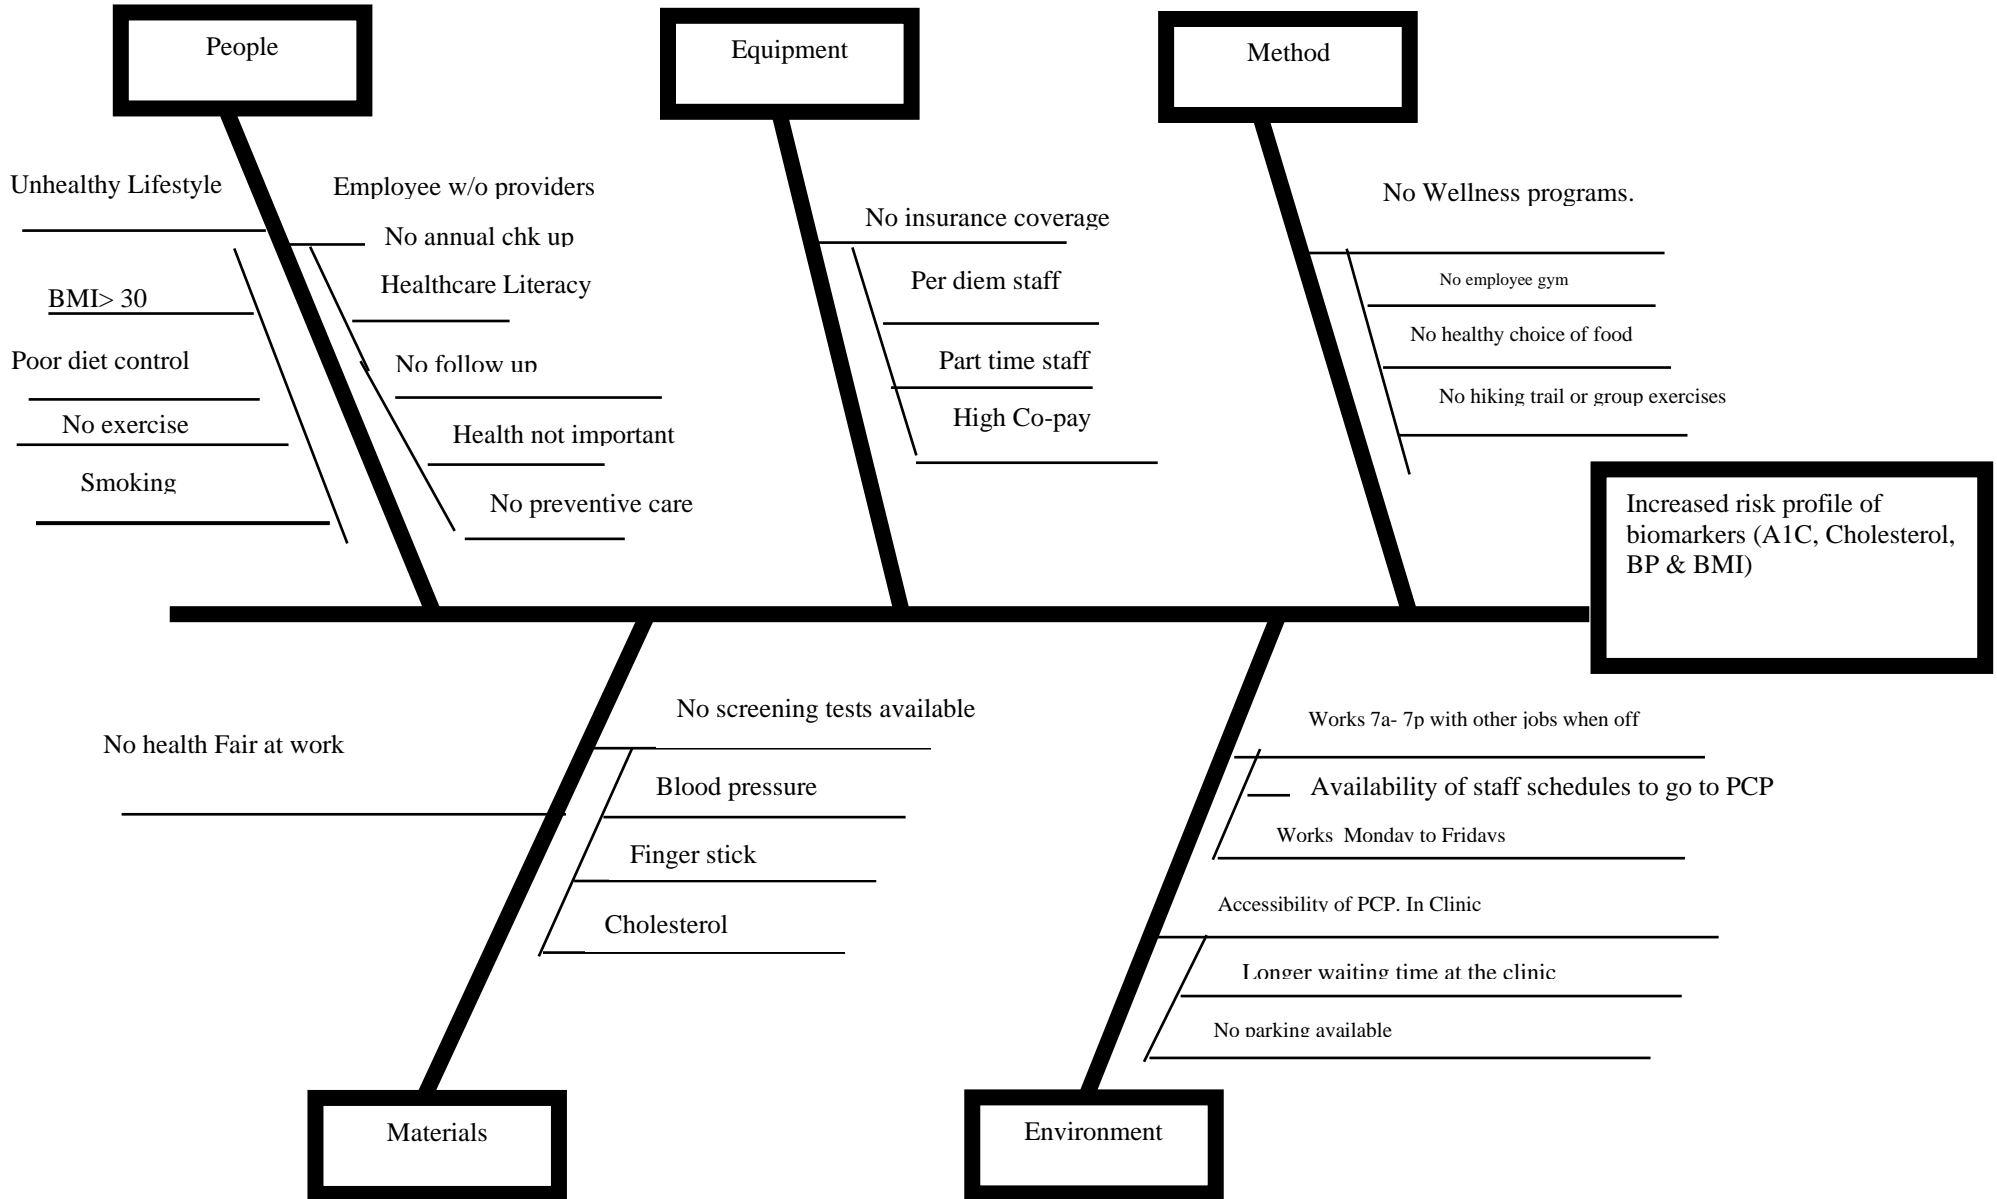 People
Equipment
Method
Unhealthy Lifestyle
BMI> 30
Poor diet control
No exercise
Smoking
Employee w/o providers
No annual chk up
Healthcare Literacy
No follow up
Health not important
No preventive care
No insurance coverage
Per diem staff
Part time staff
High Co-pay
No Wellness programs.
No employee gym
No healthy choice of food
No hiking trail or group exercises
Increased risk profile of
biomarkers (A1C, Cholesterol,
BP & BMI)
No health Fair at work
No screening tests available
Blood pressure
Finger stick
Cholesterol
Works 7a- 7p with other jobs when off
Availability of staff schedules to go to PCP
Works  Monday to Fridays
Accessibility of PCP. In Clinic
Longer waiting time at the clinic
No parking available
Materials
Environment